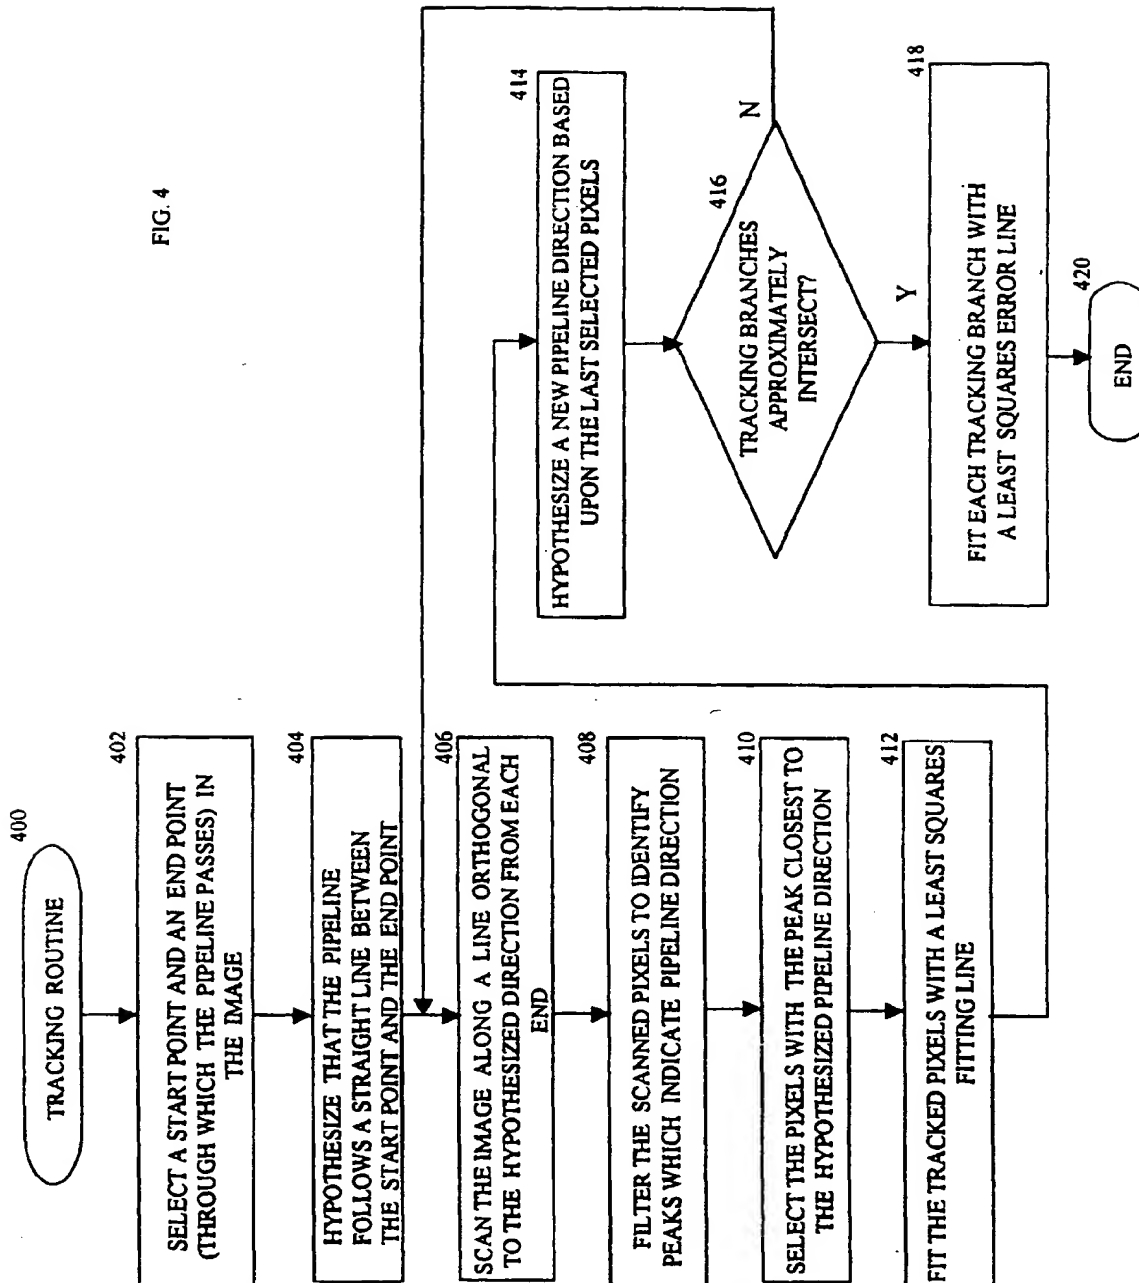 FIG. 4
400
TRACKING ROUTINE
402
SELECT A START POINT AND AN END POINT
(THROUGH WHICH THE PIPELINE PASSES) IN
THE IMAGE
404
HYPOTHESIZE THAT THE PIPELINE
FOLLOWS A STRAIGHT LINE BETWEEN
THE START POINT AND THE END POINT
406
SCAN THE IMAGE ALONG A LINE ORTHOGONAL
TO THE HYPOTHESIZED DIRECTION FROM EACH
END
408
FILTER THE SCANNED PIXELS TO IDENTIFY
PEAKS WHICH INDICATE PIPELINE DIRECTION
410
SELECT THE PIXELS WITH THE PEAK CLOSEST TO
THE HYPOTHESIZED PIPELINE DIRECTION
412
FIT THE TRACKED PIXELS WITH A LEAST SQUARES
FITTING LINE
414
HYPOTHESIZE A NEW PIPELINE DIRECTION BASED
UPON THE LAST SELECTED PIXELS
416
TRACKING BRANCHES
APPROXIMATELY
INTERSECT?
N
Y
418
FIT EACH TRACKING BRANCH WITH
A LEAST SQUARES ERROR LINE
420
END